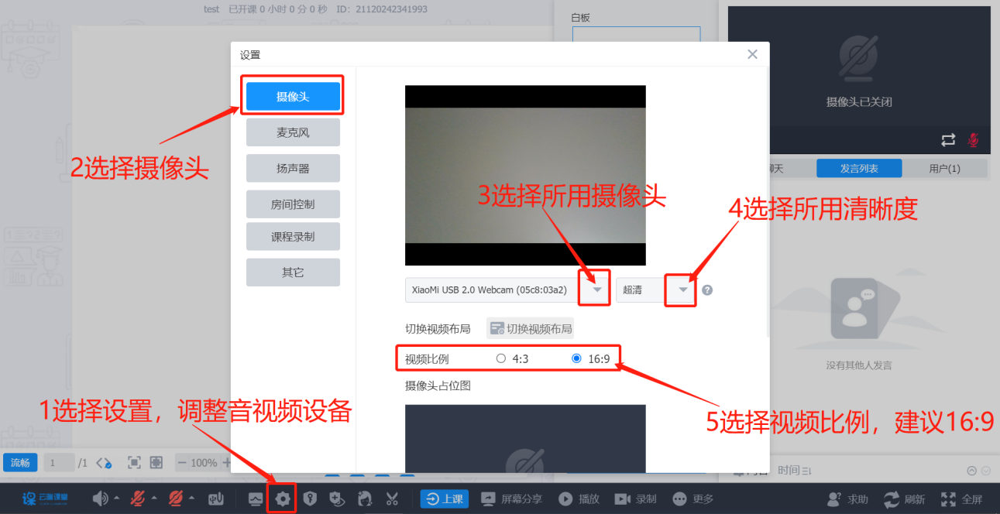 test 已开课 0 小时 0 分 0 秒 ID: 21120242341993
白板
设置
摄像头
麦克风
扬声器
房间控制
课程录制
其它
2选择摄像头
3选择所用摄像头
4选择所用清晰度
XiaoMi USB 2.0 Webcam (05c8:03a2)
超清
?
切换视频布局
切换视频布局
视频比例
4:3
16:9
摄像头占位图
摄像头已关闭
发言列表
用户(1)
没有其他人发言
1选择设置，调整音视频设备
5选择视频比例，建议16:9
流畅
1
/1
100%
时间
云端课堂
上课
屏幕分享
播放
录制
更多
求助
刷新
全屏